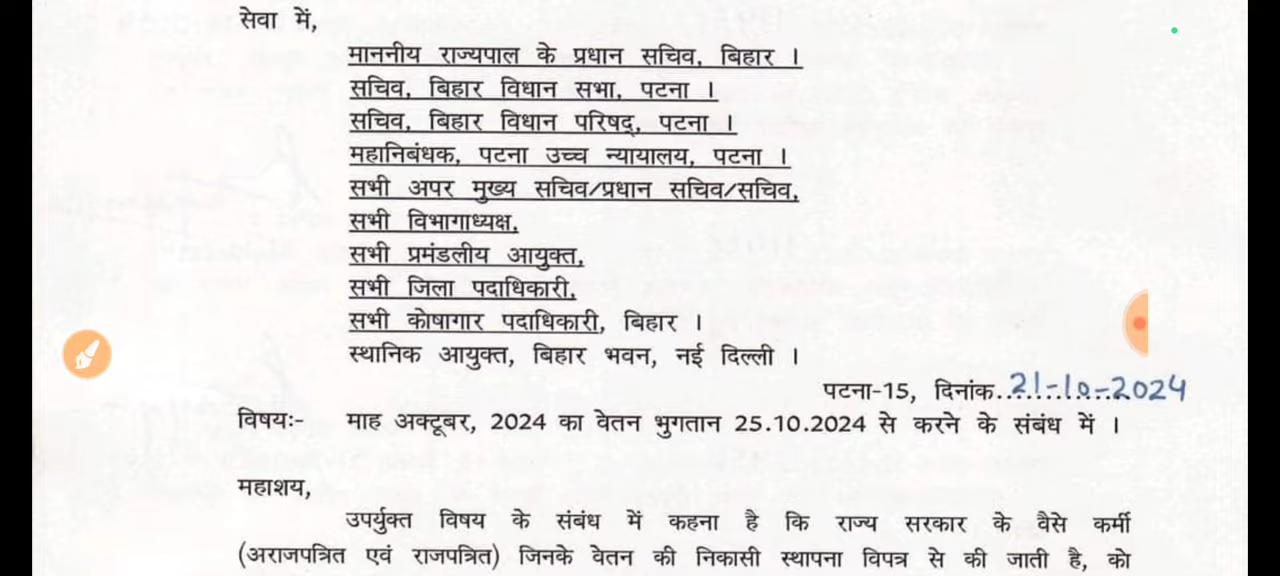 सेवा में,
माननीय राज्यपाल के प्रधान सचिव, बिहार ।
सचिव, बिहार विधान सभा, पटना ।
सचिव, बिहार विधान परिषद्, पटना ।
महानिबंधक, पटना उच्च न्यायालय, पटना ।
सभी अपर मुख्य सचिव/प्रधान सचिव/सचिव,
सभी विभागाध्यक्ष,
सभी प्रमंडलीय आयुक्त,
सभी जिला पदाधिकारी,
सभी कोषागार पदाधिकारी, बिहार ।
स्थानिक आयुक्त, बिहार भवन, नई दिल्ली ।
पटना-15, दिनांक..21-10-2024
विषयः- माह अक्टूबर, 2024 का वेतन भुगतान 25.10.2024 से करने के संबंध में ।
महाशय,
उपर्युक्त विषय के संबंध में कहना है कि राज्य सरकार के वैसे कर्मी
(अराजपत्रित एवं राजपत्रित) जिनके वेतन की निकासी स्थापना विपत्र से की जाती है, को